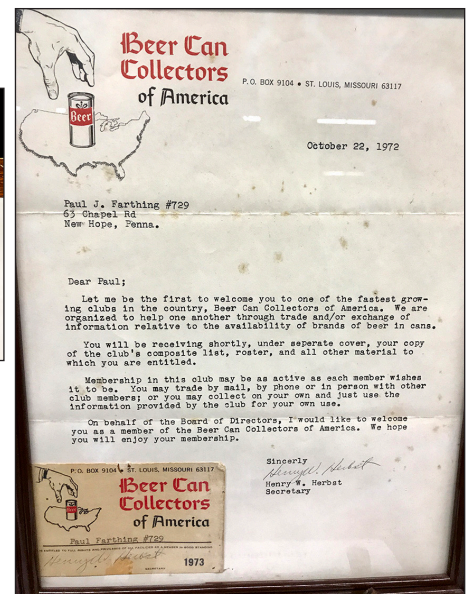 Beer Can
Collectors
of America
P.O. BOX 9104 • ST. LOUIS, MISSOURI 63117
Beer
October 22, 1972
Paul J. Farthing #729
63 Chapel Rd
New Hope, Penna.
Dear Paul;
Let me be the first to welcome you to one of the fastest grow-
ing clubs in the country, Beer Can Collectors of America. We are
organized to help one another through trade and/or exchange of
information relative to the availability of brands of beer in cans.
You will be receiving shortly, under seperate cover, your copy
of the club's composite list, roster, and all other material to
which you are entitled.
Membership in this club may be as active as each member wishes
it to be. You may trade by mail, by phone or in person with other
club members; or you may collect on your own and just use the
information provided by the club for your own use.
On behalf of the Board of Directors, I would like to welcome
you as a member of the Beer Can Collectors of America. We hope
you will enjoy your membership.
Sincerly
Henry W. Herbst
Henry W. Herbst
Secretary
P.O. BOX 9104 • ST. LOUIS, MISSOURI 63117
Beer Can
Collectors
of America
Paul Farthing #729
Henry W. Herbst
SECRETARY
1973